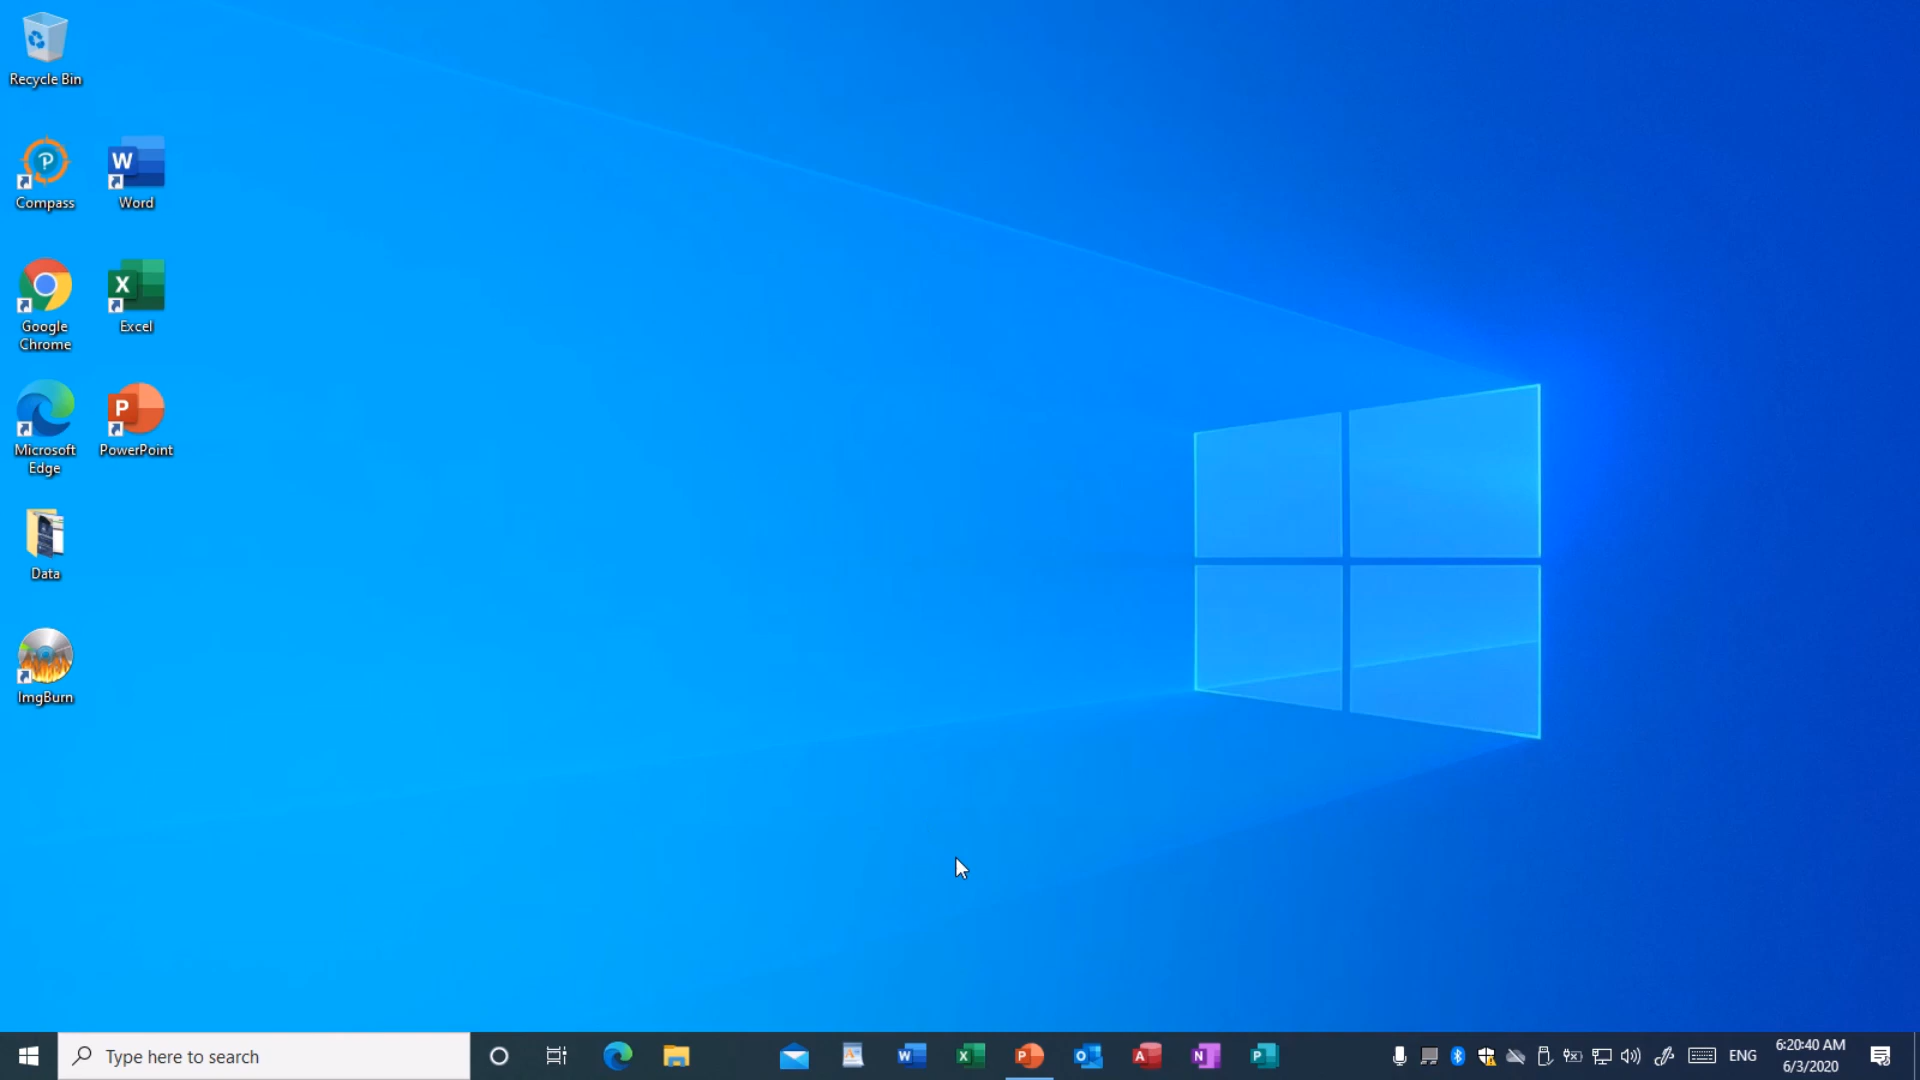 Recycle Bin
Compass
Word
Google
Chrome
Excel
Microsoft
Edge
PowerPoint
Data
ImgBurn
Type here to search
ENG
6:20:40 AM
6/3/2020